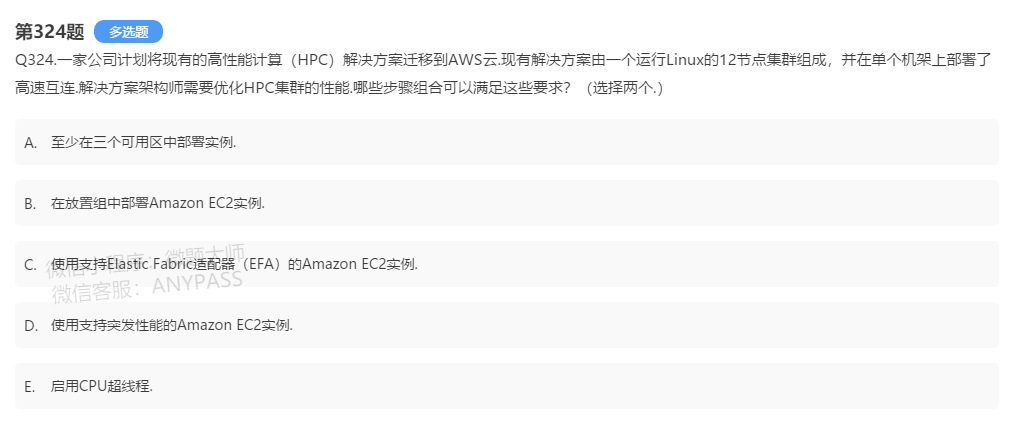 第324题 多选题
Q324.一家公司计划将现有的高性能计算（HPC）解决方案迁移到AWS云.现有解决方案由一个运行Linux的12节点集群组成，并在单个机架上部署了
高速互连.解决方案架构师需要优化HPC集群的性能.哪些步骤组合可以满足这些要求？（选择两个.）
A. 至少在三个可用区中部署实例.
B. 在放置组中部署Amazon EC2实例.
C. 使用支持Elastic Fabric适配器（EFA）的Amazon EC2实例.
微信小程序：微题大师
微信客服：ANYPASS
D. 使用支持突发性能的Amazon EC2实例.
E. 启用CPU超线程.